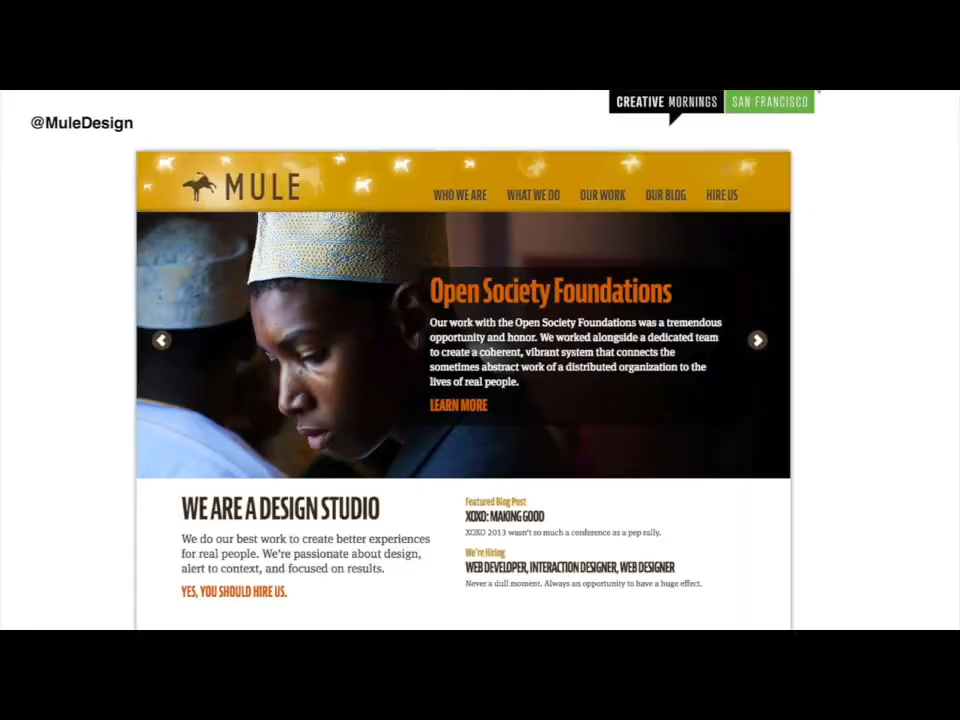 CREATIVE MORNINGS SAN FRANCISCO
@MuleDesign
MULE
WHO WE ARE WHAT WE DO OUR WORK OUR BLOG HIRE US
Open Society Foundations
Our work with the Open Society Foundations was a tremendous
opportunity and honor. We worked alongside a dedicated team
to create a coherent, vibrant system that connects the
sometimes abstract work of a distributed organization to the
lives of real people.
LEARN MORE
WE ARE A DESIGN STUDIO
We do our best work to create better experiences
for real people. We're passionate about design,
alert to context, and focused on results.
YES, YOU SHOULD HIRE US.
Featured Blog Post
XOXO: MAKING GOOD
XOXO 2013 wasn't so much a conference as a pep rally.
We're Hiring
WEB DEVELOPER, INTERACTION DESIGNER, WEB DESIGNER
Never a dull moment. Always an opportunity to have a huge effect.